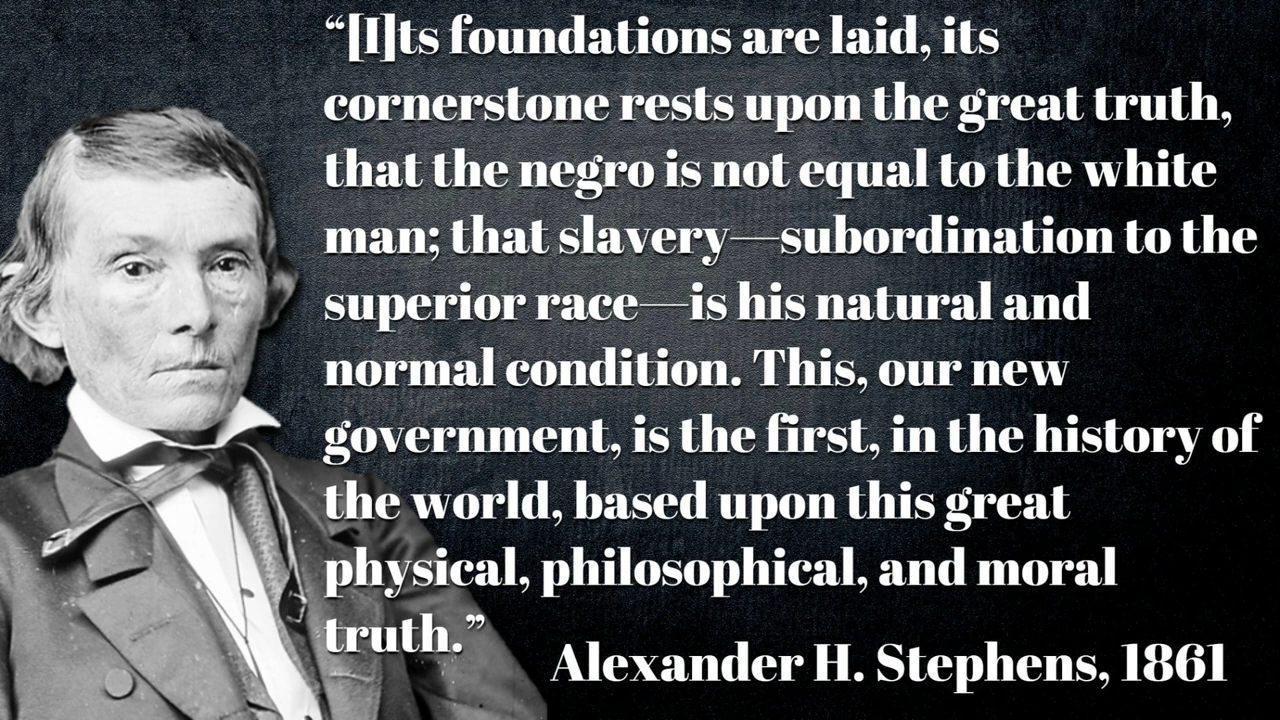 “[I]ts foundations are laid, its
cornerstone rests upon the great truth,
that the negro is not equal to the white
man; that slavery—subordination to the
superior race—is his natural and
normal condition. This, our new
government, is the first, in the history of
the world, based upon this great
physical, philosophical, and moral
truth.”
Alexander H. Stephens, 1861